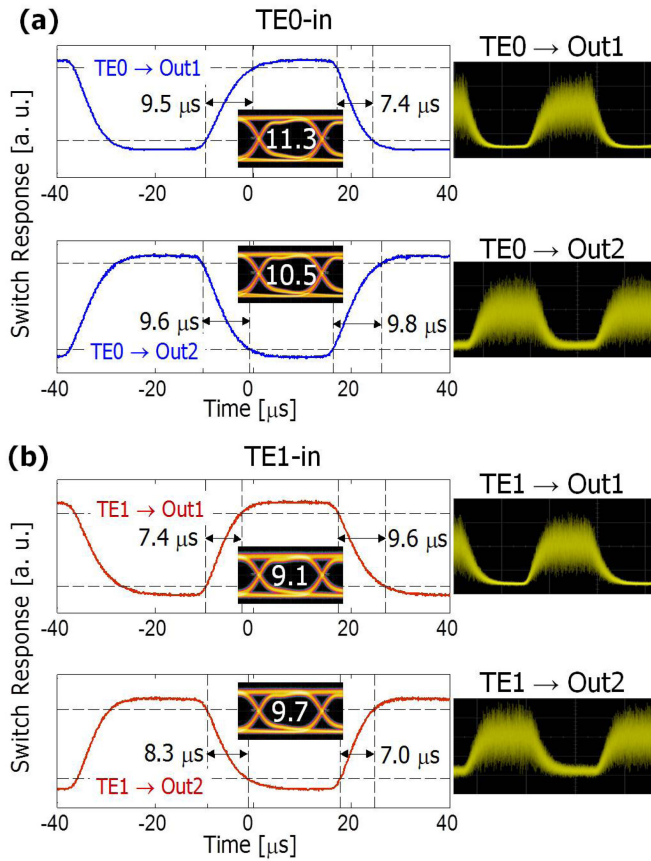 (a)
TE0-in
TE0 → Out1
TE0 → Out1
9.5 μs
7.4 μs
11.3
-40 -20 0 20 40
TE0 → Out2
10.5
9.6 μs
9.8 μs
TE0 → Out2
-40 -20 0 20 40
Time [μs]
Switch Response [a. u.]
(b)
TE1-in
TE1 → Out1
TE1 → Out1
7.4 μs
9.6 μs
9.1
-40 -20 0 20 40
TE1 → Out2
9.7
8.3 μs
7.0 μs
TE1 → Out2
-40 -20 0 20 40
Time [μs]
Switch Response [a. u.]